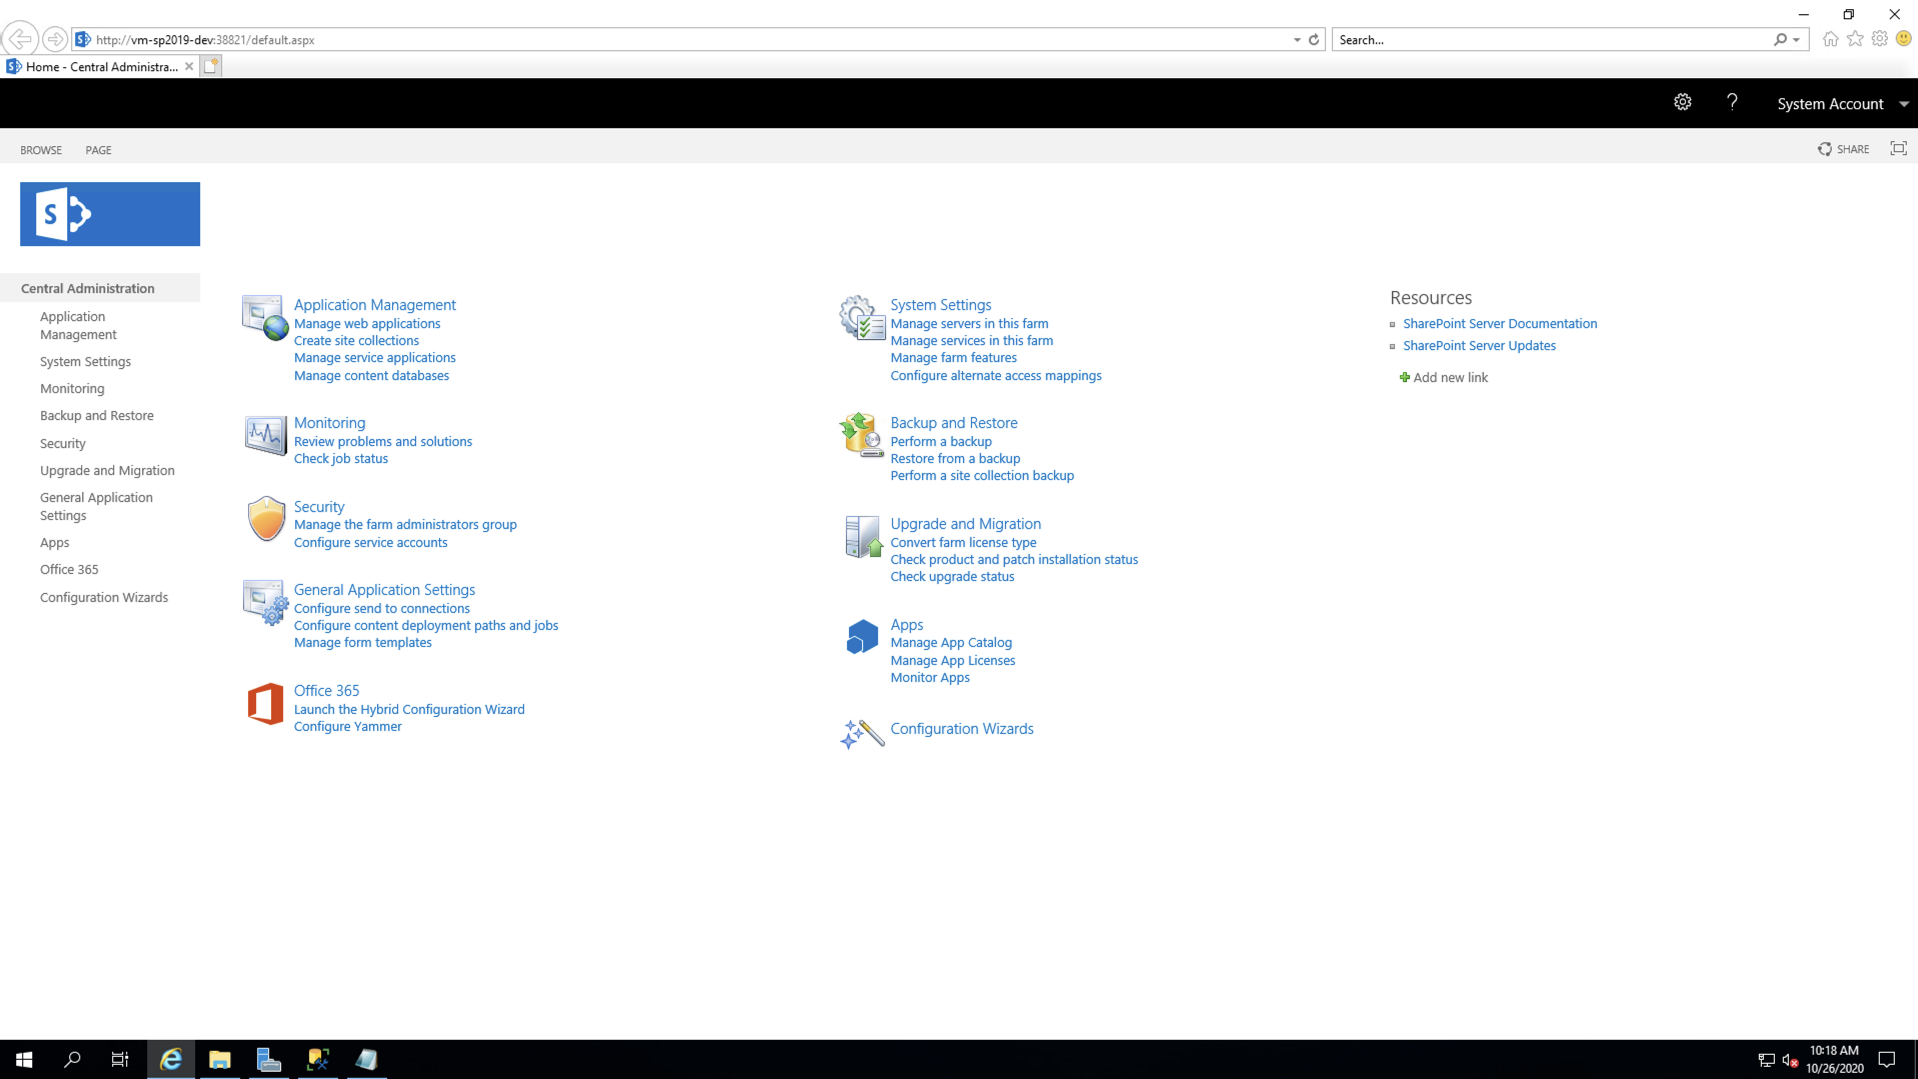 http://vm-sp2019-dev:38821/default.aspx
Search...
Home - Central Administra...
System Account
BROWSE
PAGE
SHARE
S
Central Administration
Application
Management
System Settings
Monitoring
Backup and Restore
Security
Upgrade and Migration
General Application
Settings
Apps
Office 365
Configuration Wizards
Application Management
Manage web applications
Create site collections
Manage service applications
Manage content databases
Monitoring
Review problems and solutions
Check job status
Security
Manage the farm administrators group
Configure service accounts
General Application Settings
Configure send to connections
Configure content deployment paths and jobs
Manage form templates
Office 365
Launch the Hybrid Configuration Wizard
Configure Yammer
System Settings
Manage servers in this farm
Manage services in this farm
Manage farm features
Configure alternate access mappings
Backup and Restore
Perform a backup
Restore from a backup
Perform a site collection backup
Upgrade and Migration
Convert farm license type
Check product and patch installation status
Check upgrade status
Apps
Manage App Catalog
Manage App Licenses
Monitor Apps
Configuration Wizards
Resources
SharePoint Server Documentation
SharePoint Server Updates
Add new link
10:18 AM
10/26/2020